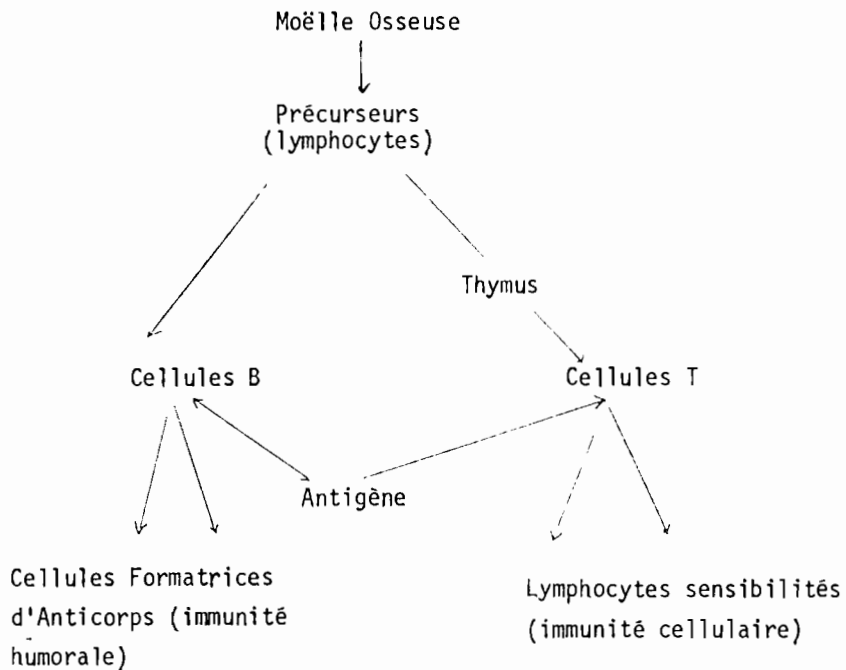 Moëlle Osseuse
Précurseurs
(lymphocytes)
Thymus
Cellules B
Cellules T
Antigène
Cellules Formatrices
d'Anticorps (immunité
humorale)
Lymphocytes sensibilités
(immunité cellulaire)